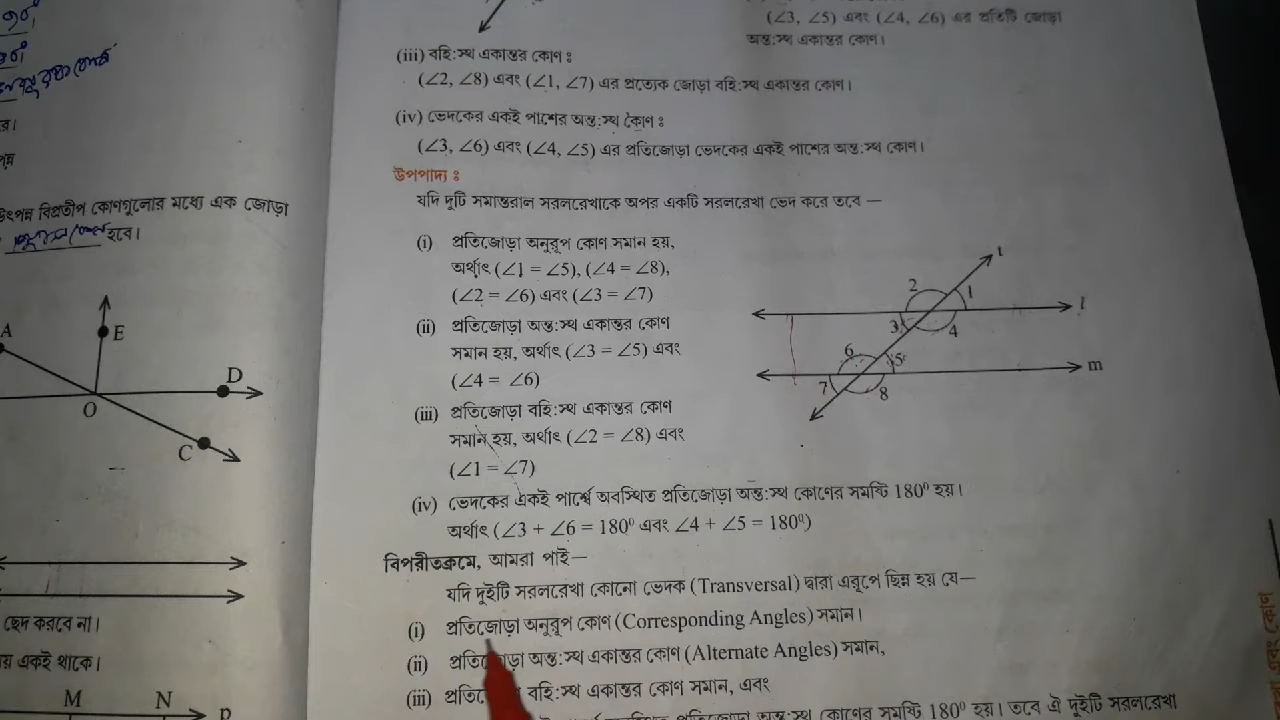 উৎপন্ন বিপ্রতীপ কোণগুলোর মধ্যে এক জোড়া
হবে।
A
E
D
O
C
ছেদ করবে না।
য় একই থাকে।
M N
(∠3, ∠5) এবং (∠4, ∠6) এর প্রতিটি জোড়া
অন্ত:স্থ একান্তর কোণ।
(iii) বহি:স্থ একান্তর কোণ :
(∠2, ∠8) এবং (∠1, ∠7) এর প্রত্যেক জোড়া বহি:স্থ একান্তর কোণ।
(iv) ভেদকের একই পাশের অন্ত:স্থ কোণ :
(∠3, ∠6) এবং (∠4, ∠5) এর প্রতিজোড়া ভেদকের একই পাশের অন্ত:স্থ কোণ।
উপপাদ্য :
যদি দুটি সমান্তরাল সরলরেখাকে অপর একটি সরলরেখা ভেদ করে তবে —
(i) প্রতিজোড়া অনুরূপ কোণ সমান হয়,
অর্থাৎ (∠1 = ∠5), (∠4 = ∠8),
(∠2 = ∠6) এবং (∠3 = ∠7)
(ii) প্রতিজোড়া অন্ত:স্থ একান্তর কোণ
সমান হয়, অর্থাৎ (∠3 = ∠5) এবং
(∠4 = ∠6)
(iii) প্রতিজোড়া বহি:স্থ একান্তর কোণ
সমান হয়, অর্থাৎ (∠2 = ∠8) এবং
(∠1 = ∠7)
t
2 1
l
3 4
6 5
m
7 8
(iv) ভেদকের একই পার্শ্বে অবস্থিত প্রতিজোড়া অন্ত:স্থ কোণের সমষ্টি 180⁰ হয়।
অর্থাৎ (∠3 + ∠6 = 180⁰ এবং ∠4 + ∠5 = 180⁰)
বিপরীতক্রমে, আমরা পাই—
যদি দুইটি সরলরেখা কোনো ভেদক (Transversal) দ্বারা এরূপে ছিন্ন হয় যে—
(i) প্রতিজোড়া অনুরূপ কোণ (Corresponding Angles) সমান।
(ii) প্রতিজোড়া অন্ত:স্থ একান্তর কোণ (Alternate Angles) সমান,
(iii) বহি:স্থ একান্তর কোণ সমান, এবং
অন্ত:স্থ কোণের সমষ্টি 180⁰ হয়। তবে ঐ দুইটি সরলরেখা
এবং কোণ